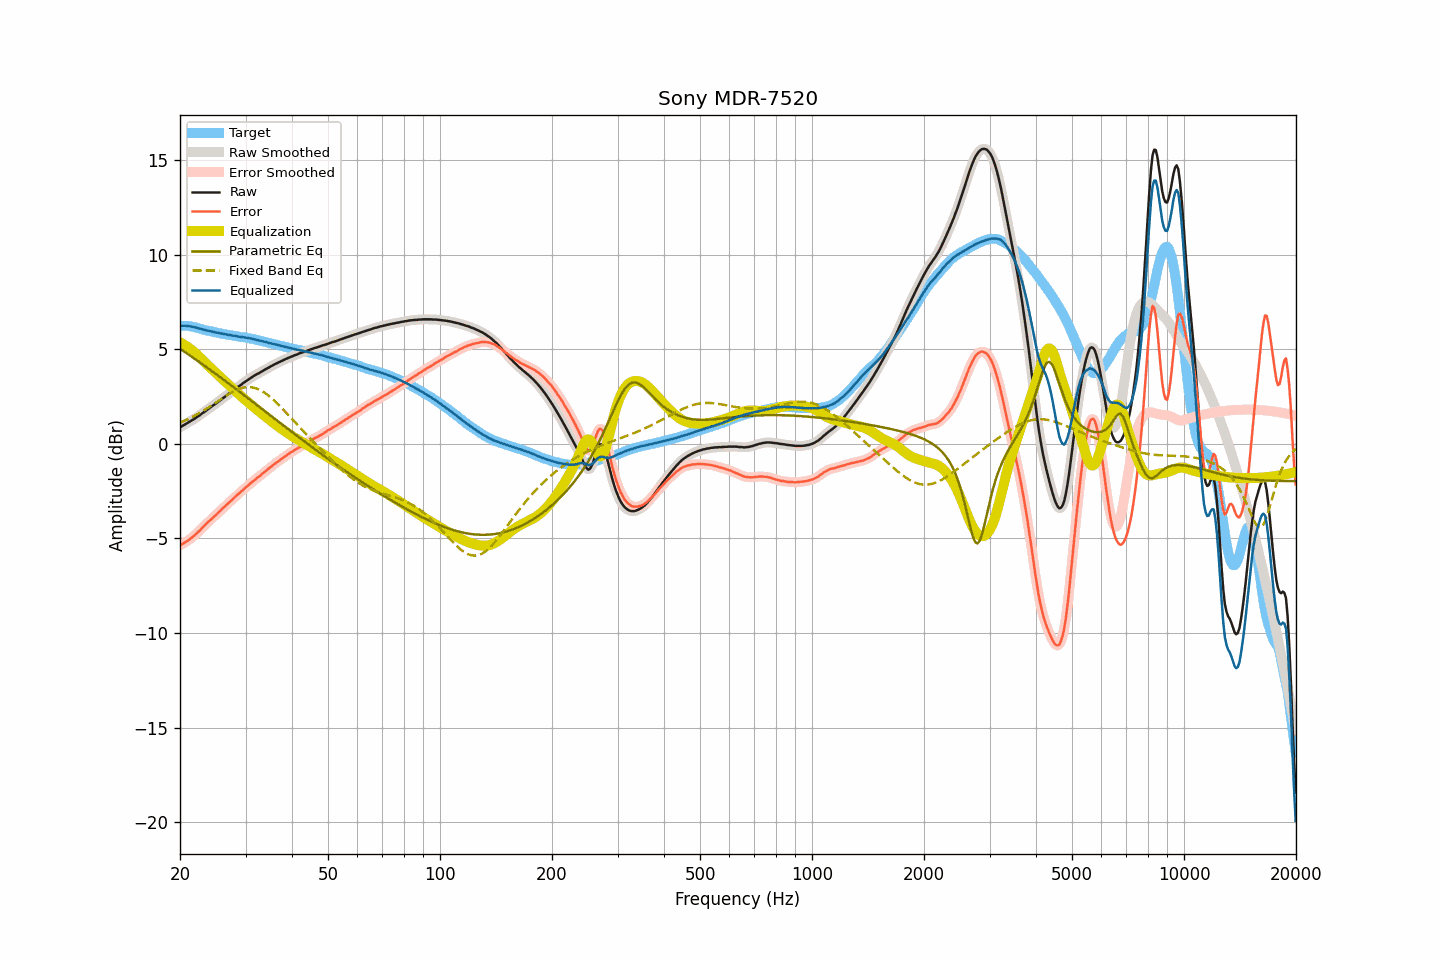 Sony MDR-7520
Target
Raw Smoothed
Error Smoothed
Raw
Error
Equalization
Parametric Eq
Fixed Band Eq
Equalized
Amplitude (dBr)
15
10
5
0
−5
−10
−15
−20
20
50
100
200
500
1000
2000
5000
10000
20000
Frequency (Hz)